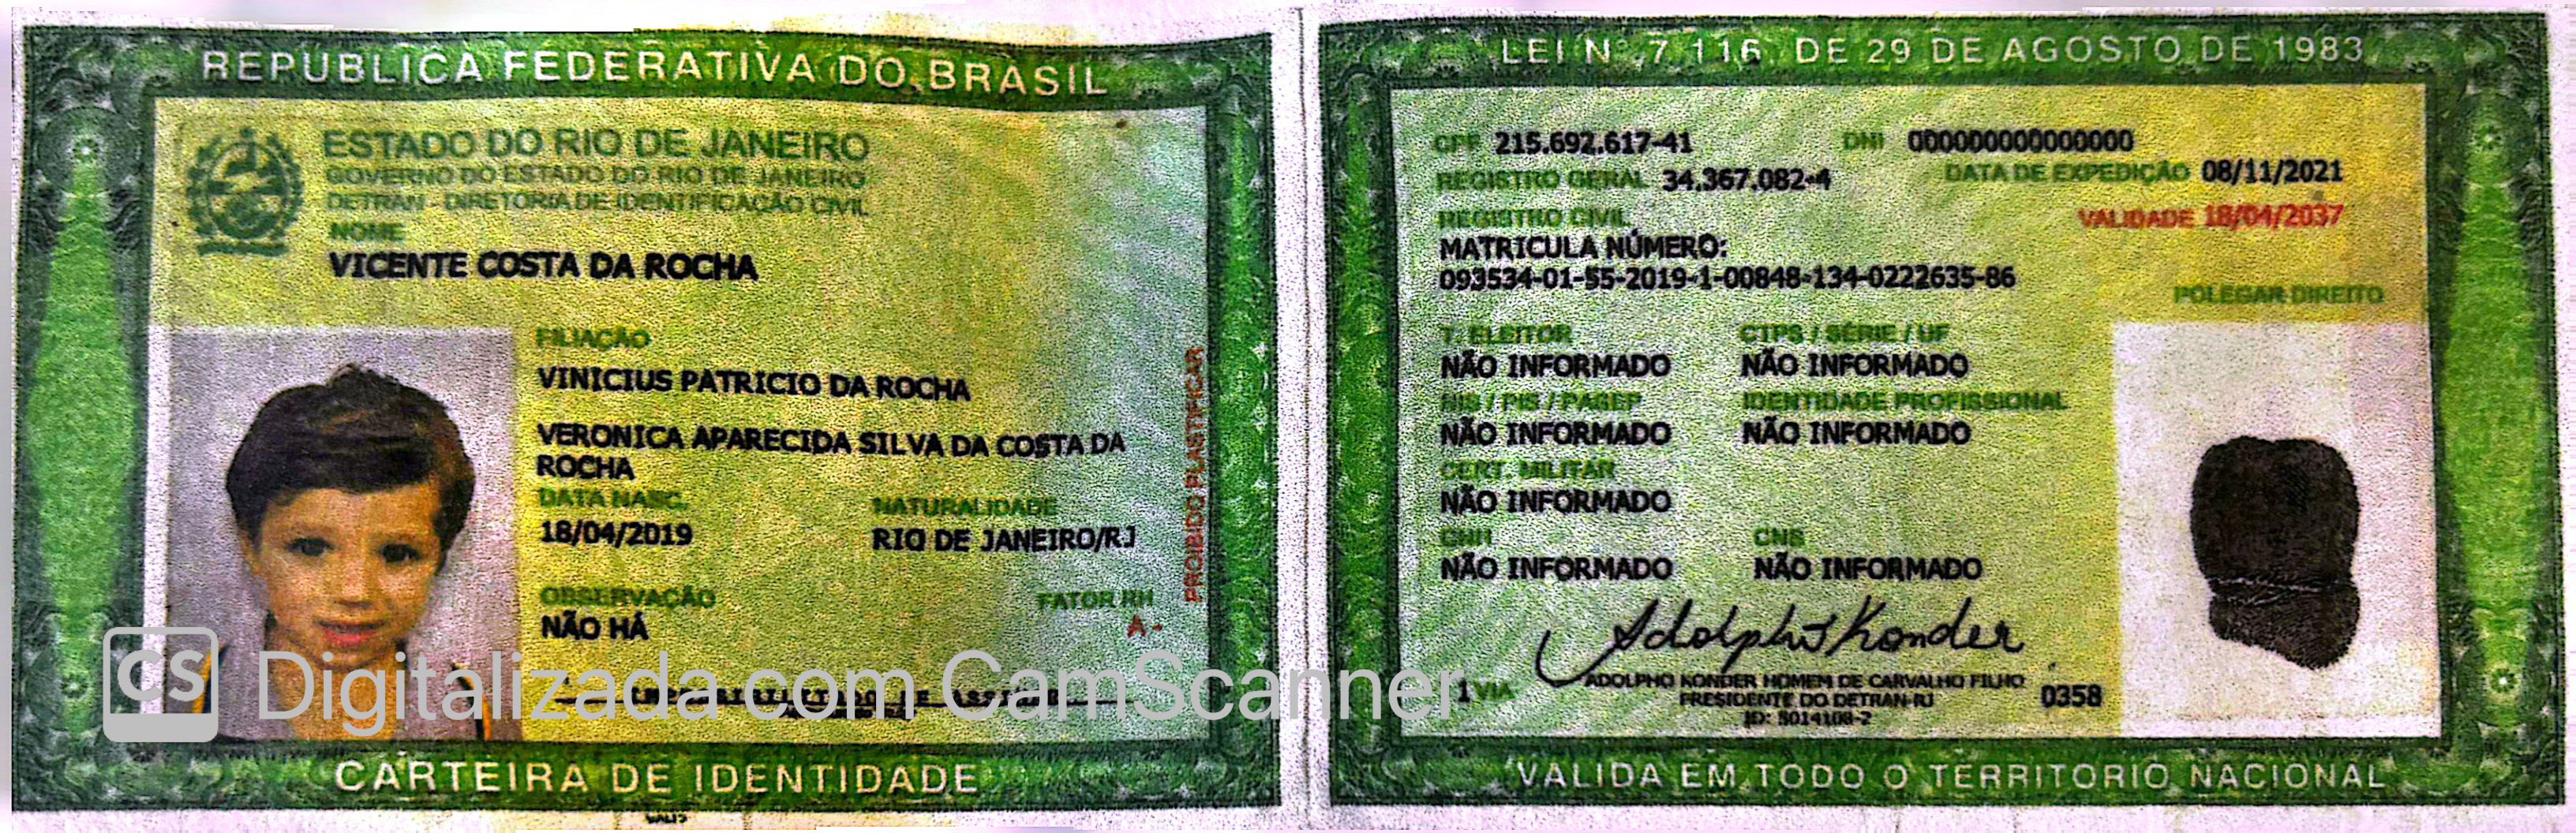 REPÚBLICA FEDERATIVA DO BRASIL
ESTADO DO RIO DE JANEIRO
GOVERNO DO ESTADO DO RIO DE JANEIRO
DETRAN - DIRETORIA DE IDENTIFICAÇÃO CIVIL
NOME
VICENTE COSTA DA ROCHA
FILIAÇÃO
VINICIUS PATRICIO DA ROCHA
VERONICA APARECIDA SILVA DA COSTA DA
ROCHA
DATA NASC.
NATURALIDADE
18/04/2019
RIO DE JANEIRO/RJ
OBSERVAÇÃO
FATOR RH
NÃO HÁ
A-
PROIBIDO PLASTIFICAR
CS Digitalizada com CamScanner
CARTEIRA DE IDENTIDADE
LEI Nº 7.116, DE 29 DE AGOSTO DE 1983
CPF 215.692.617-41 DNI 000000000000000
REGISTRO GERAL 34.367.082-4 DATA DE EXPEDIÇÃO 08/11/2021
REGISTRO CIVIL VALIDADE 18/04/2037
MATRICULA NÚMERO:
093534-01-55-2019-1-00848-134-0222635-86
POLEGAR DIREITO
T. ELEITOR CTPS / SÉRIE / UF
NÃO INFORMADO NÃO INFORMADO
NIS / PIS / PASEP IDENTIDADE PROFISSIONAL
NÃO INFORMADO NÃO INFORMADO
CERT. MILITAR
NÃO INFORMADO
CNH CNS
NÃO INFORMADO NÃO INFORMADO
Adolpho Konder
1 VIA
ADOLPHO KONDER HOMEM DE CARVALHO FILHO
PRESIDENTE DO DETRAN-RJ
ID: 5014108-2
0358
VALIDA EM TODO O TERRITORIO NACIONAL